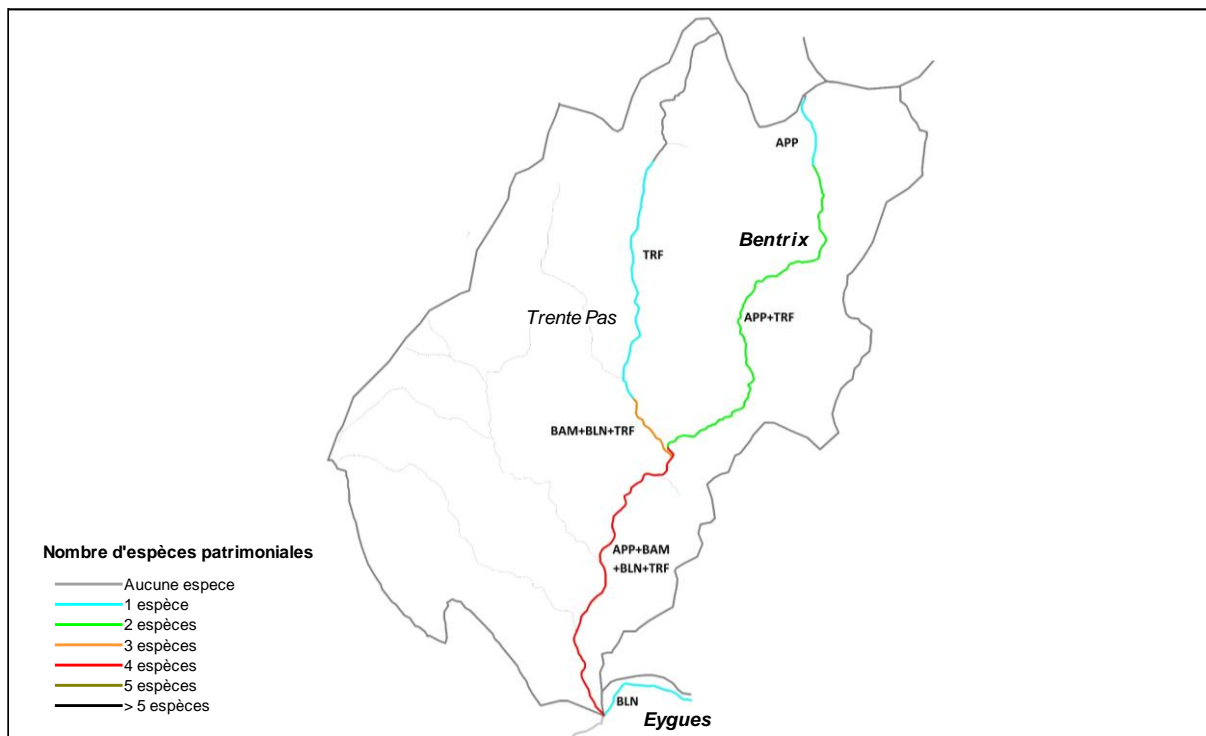 APP
Bentrix
TRF
Trente Pas
APP+TRF
BAM+BLN+TRF
APP+BAM
+BLN+TRF
Nombre d'espèces patrimoniales
Aucune espece
1 espèce
2 espèces
3 espèces
4 espèces
5 espèces
> 5 espèces
BLN
Eygues